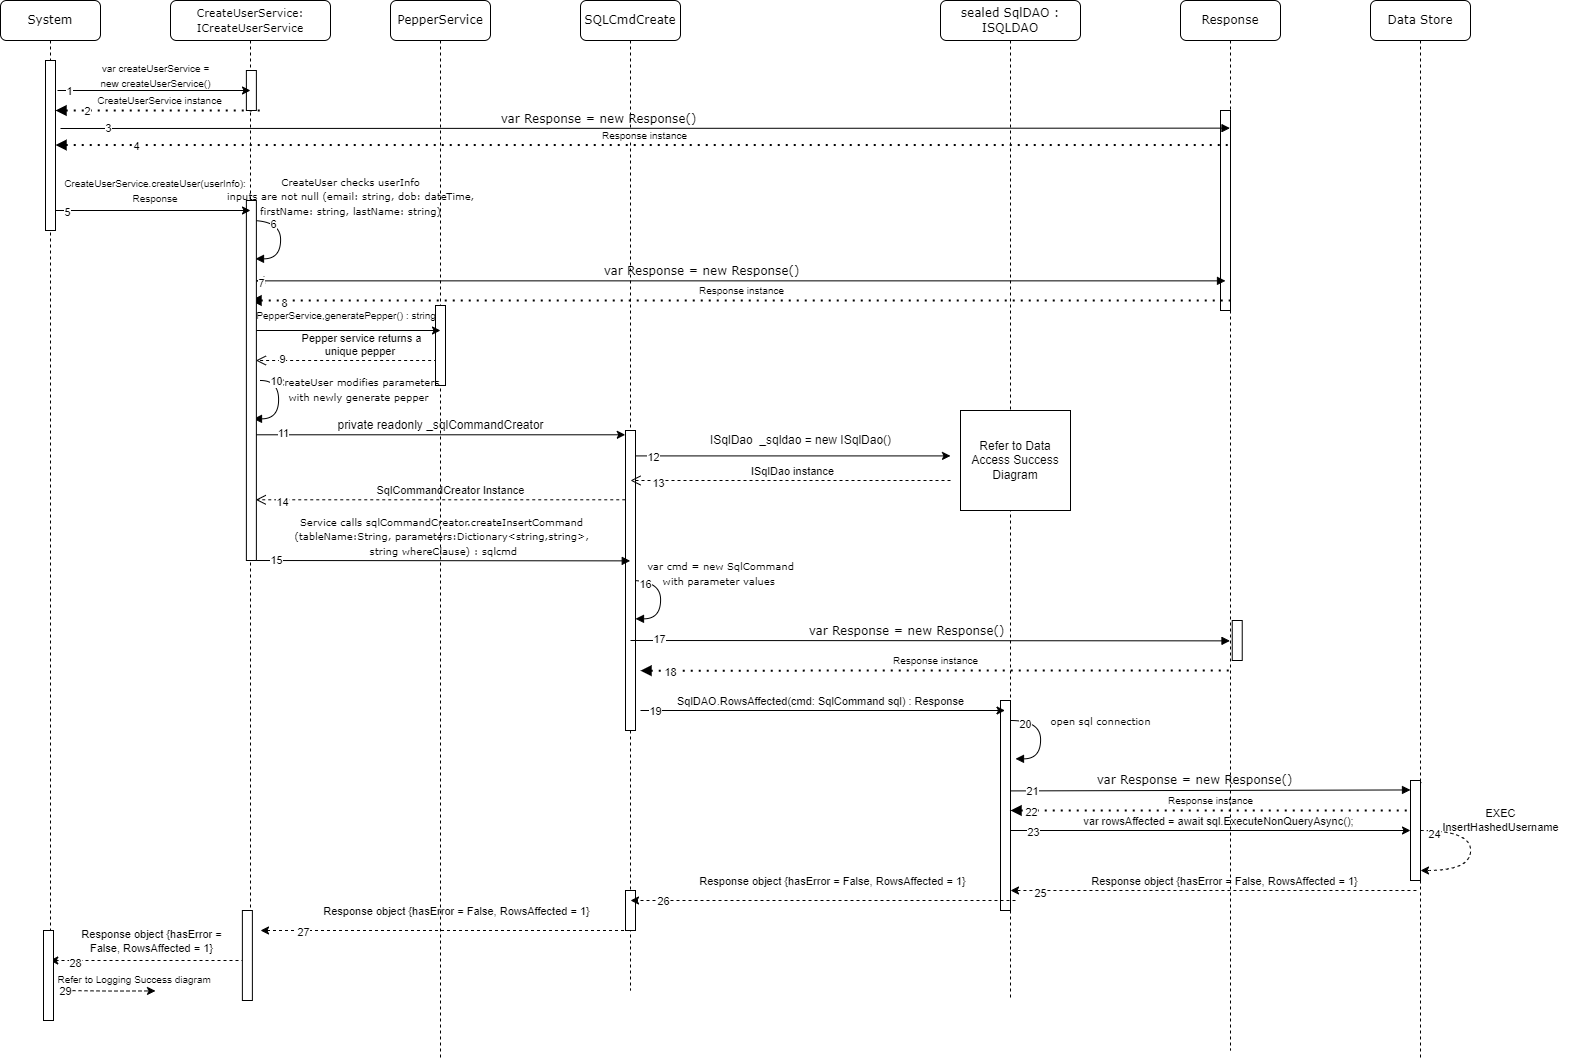 System
CreateUserService:
ICreateUserService
PepperService
SQLCmdCreate
sealed SqlDAO :
ISQLDAO
Response
Data Store
var createUserService =
new createUserService()
1
CreateUserService instance
2
var Response = new Response()
3
Response instance
4
CreateUserService.createUser(userInfo):
Response
5
CreateUser checks userInfo
inputs are not null (email: string, dob: dateTime,
firstName: string, lastName: string)
6
var Response = new Response()
7
Response instance
8
PepperService,generatePepper() : string
Pepper service returns a
unique pepper
9
10
reateUser modifies parameters
with newly generate pepper
private readonly _sqlCommandCreator
11
ISqlDao _sqldao = new ISqlDao()
12
ISqlDao instance
13
Refer to Data
Access Success
Diagram
SqlCommandCreator Instance
14
Service calls sqlCommandCreator.createInsertCommand
(tableName:String, parameters:Dictionary<string,string>,
string whereClause) : sqlcmd
15
var cmd = new SqlCommand
with parameter values
16
var Response = new Response()
17
Response instance
18
SqlDAO.RowsAffected(cmd: SqlCommand sql) : Response
19
20
open sql connection
var Response = new Response()
21
Response instance
22
var rowsAffected = await sql.ExecuteNonQueryAsync();
23
EXEC
InsertHashedUsername
24
Response object {hasError = False, RowsAffected = 1}
25
Response object {hasError = False, RowsAffected = 1}
26
Response object {hasError = False, RowsAffected = 1}
27
Response object {hasError =
False, RowsAffected = 1}
28
Refer to Logging Success diagram
29